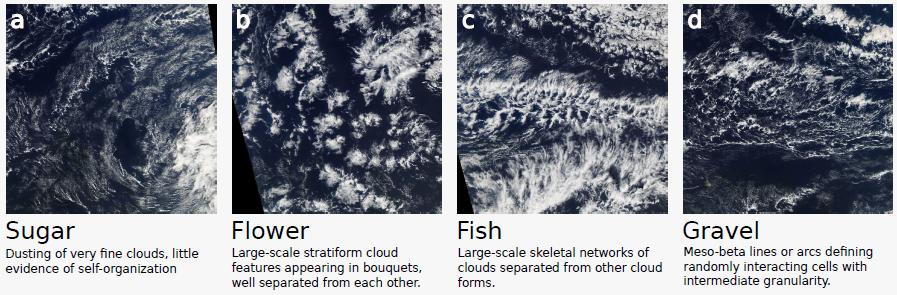 a
b
c
d
Sugar
Dusting of very fine clouds, little
evidence of self-organization
Flower
Large-scale stratiform cloud
features appearing in bouquets,
well separated from each other.
Fish
Large-scale skeletal networks of
clouds separated from other cloud
forms.
Gravel
Meso-beta lines or arcs defining
randomly interacting cells with
intermediate granularity.